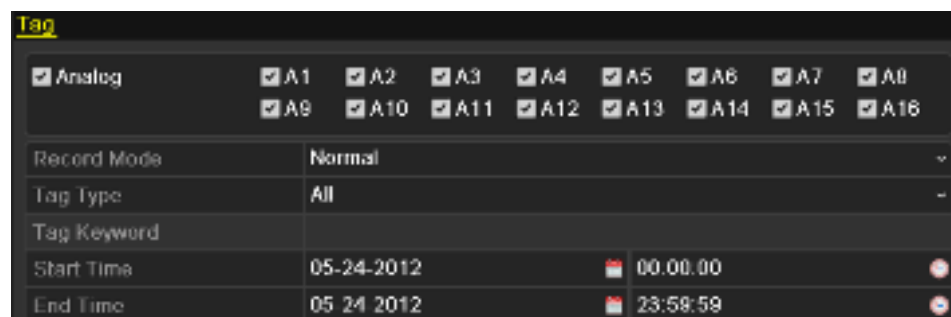 Tag
Analog A1 A2 A3 A4 A5 A6 A7 A8
A9 A10 A11 A12 A13 A14 A15 A16
Record Mode Normal
Tag Type All
Tag Keyword
Start Time 05-24-2012 00:00:00
End Time 05-24-2012 23:59:59